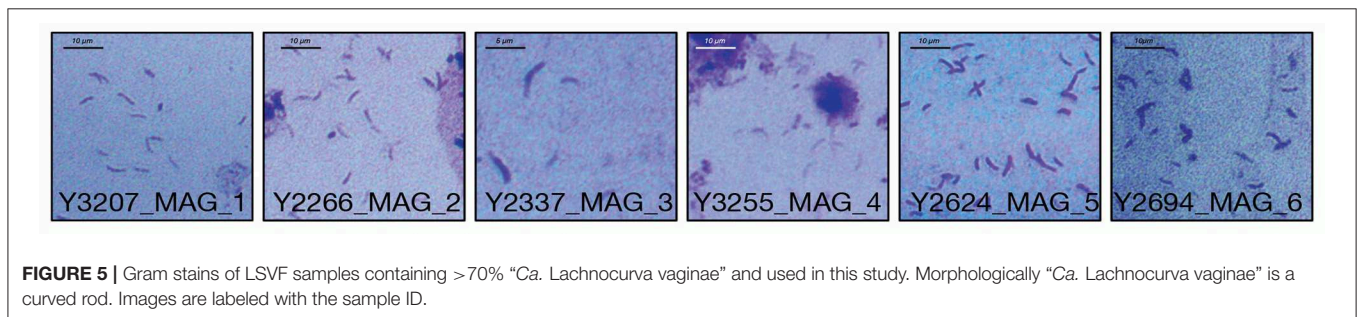 10 µm
10 µm
5 µm
10 µm
10 µm
10µm
Y3207_MAG_1
Y2266_MAG_2
Y2337_MAG_3
Y3255_MAG_4
Y2624_MAG_5
Y2694_MAG_6
FIGURE 5 | Gram stains of LSVF samples containing >70% “Ca. Lachnocurva vaginae” and used in this study. Morphologically “Ca. Lachnocurva vaginae” is a
curved rod. Images are labeled with the sample ID.